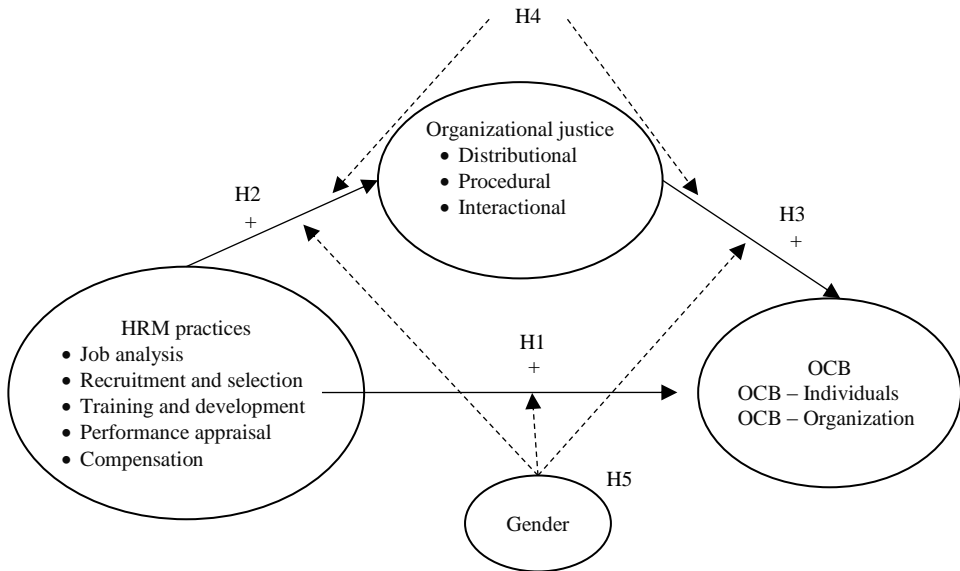 H4
Organizational justice
• Distributional
• Procedural
• Interactional
H2
+
H3
+
HRM practices
• Job analysis
• Recruitment and selection
• Training and development
• Performance appraisal
• Compensation
H1
+
OCB
OCB – Individuals
OCB – Organization
H5
Gender